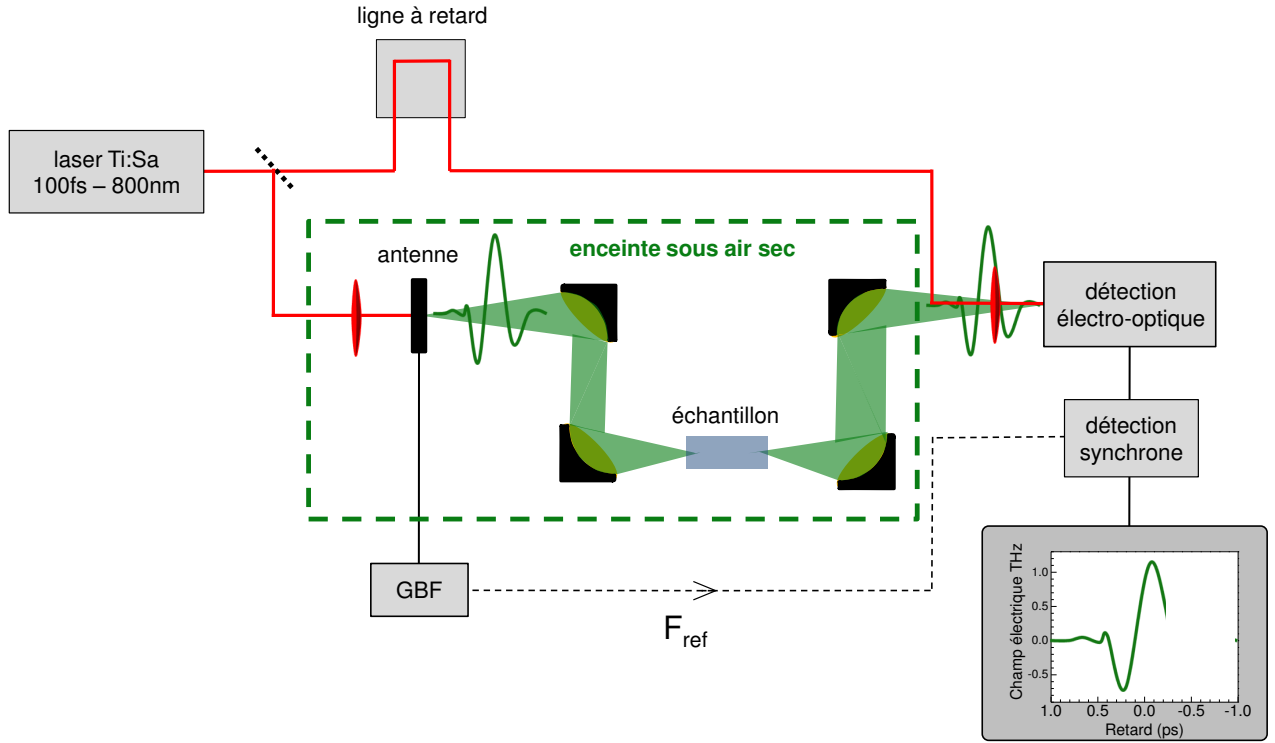 ligne à retard
laser Ti:Sa
100fs – 800nm
antenne
enceinte sous air sec
détection
électro-optique
échantillon
détection
synchrone
GBF
F_ref
Champ électrique THz
1.0
0.5
0.0
-0.5
1.0 0.5 0.0 -0.5 -1.0
Retard (ps)